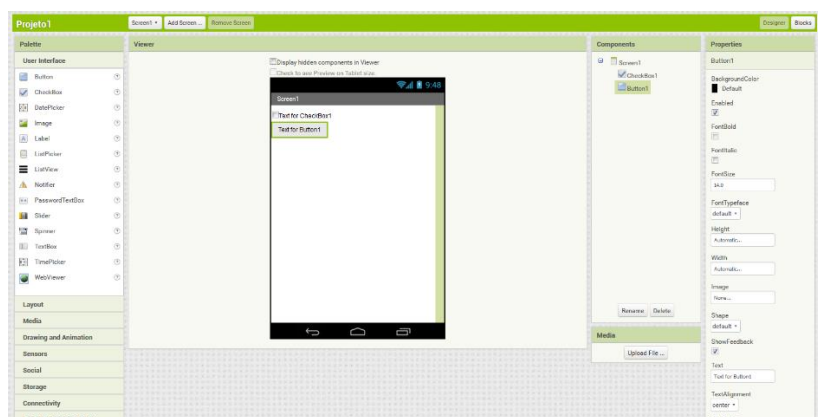 Projeto1
Screen1
Add Screen ...
Remove Screen
Designer
Blocks
Palette
User Interface
Button
CheckBox
DatePicker
Image
Label
ListPicker
ListView
Notifier
PasswordTextBox
Slider
Spinner
TextBox
TimePicker
WebViewer
Layout
Media
Drawing and Animation
Sensors
Social
Storage
Connectivity
Viewer
Display hidden components in Viewer
Check to see Preview on Tablet size.
9:48
Screen1
Text for CheckBox1
Text for Button1
Components
Screen1
CheckBox1
Button1
Rename
Delete
Media
Upload File ...
Properties
Button1
BackgroundColor
Default
Enabled
FontBold
FontItalic
FontSize
14.0
FontTypeface
default
Height
Automatic...
Width
Automatic...
Image
None...
Shape
default
ShowFeedback
Text
Text for Button1
TextAlignment
center